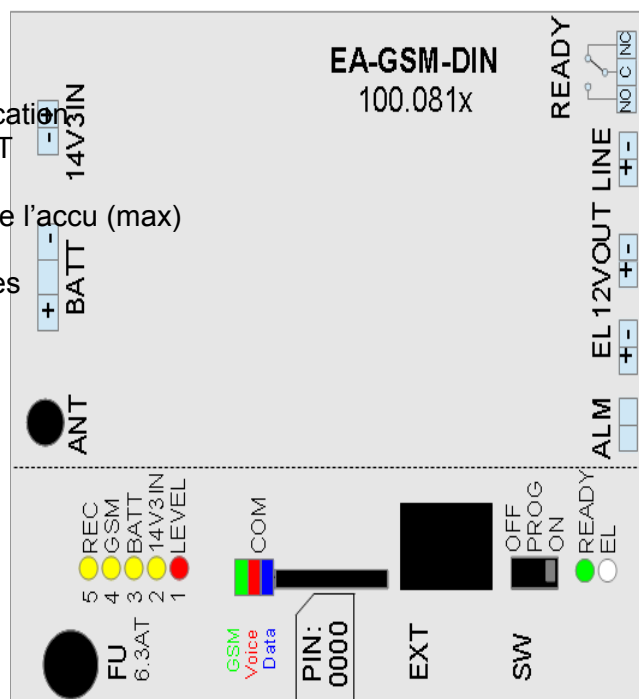 EA-GSM-DIN
100.081x
READY
NO C NC
cation
T
+ -
14V3IN
e l'accu (max)
es
+ -
BATT
LINE
+ -
12VOUT
+ -
EL
+ -
ANT
ALM
5 REC
4 GSM
3 BATT
2 14V3IN
1 LEVEL
COM
OFF
PROG
ON
READY
EL
FU
6.3AT
GSM
Voice
Data
PIN:
0000
EXT
SW